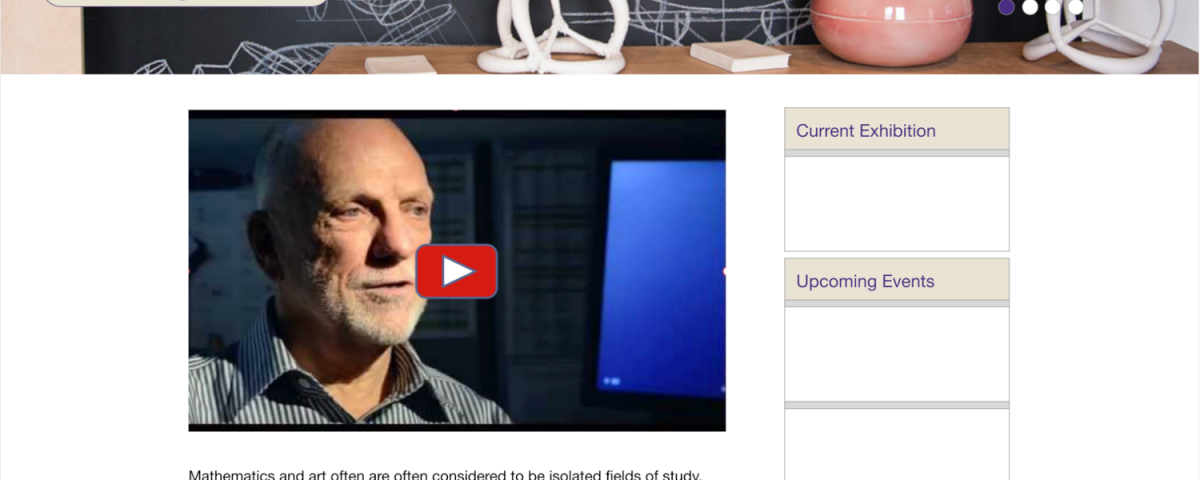 Current Exhibition
Upcoming Events
Mathematics and art often are often considered to be isolated fields of study.